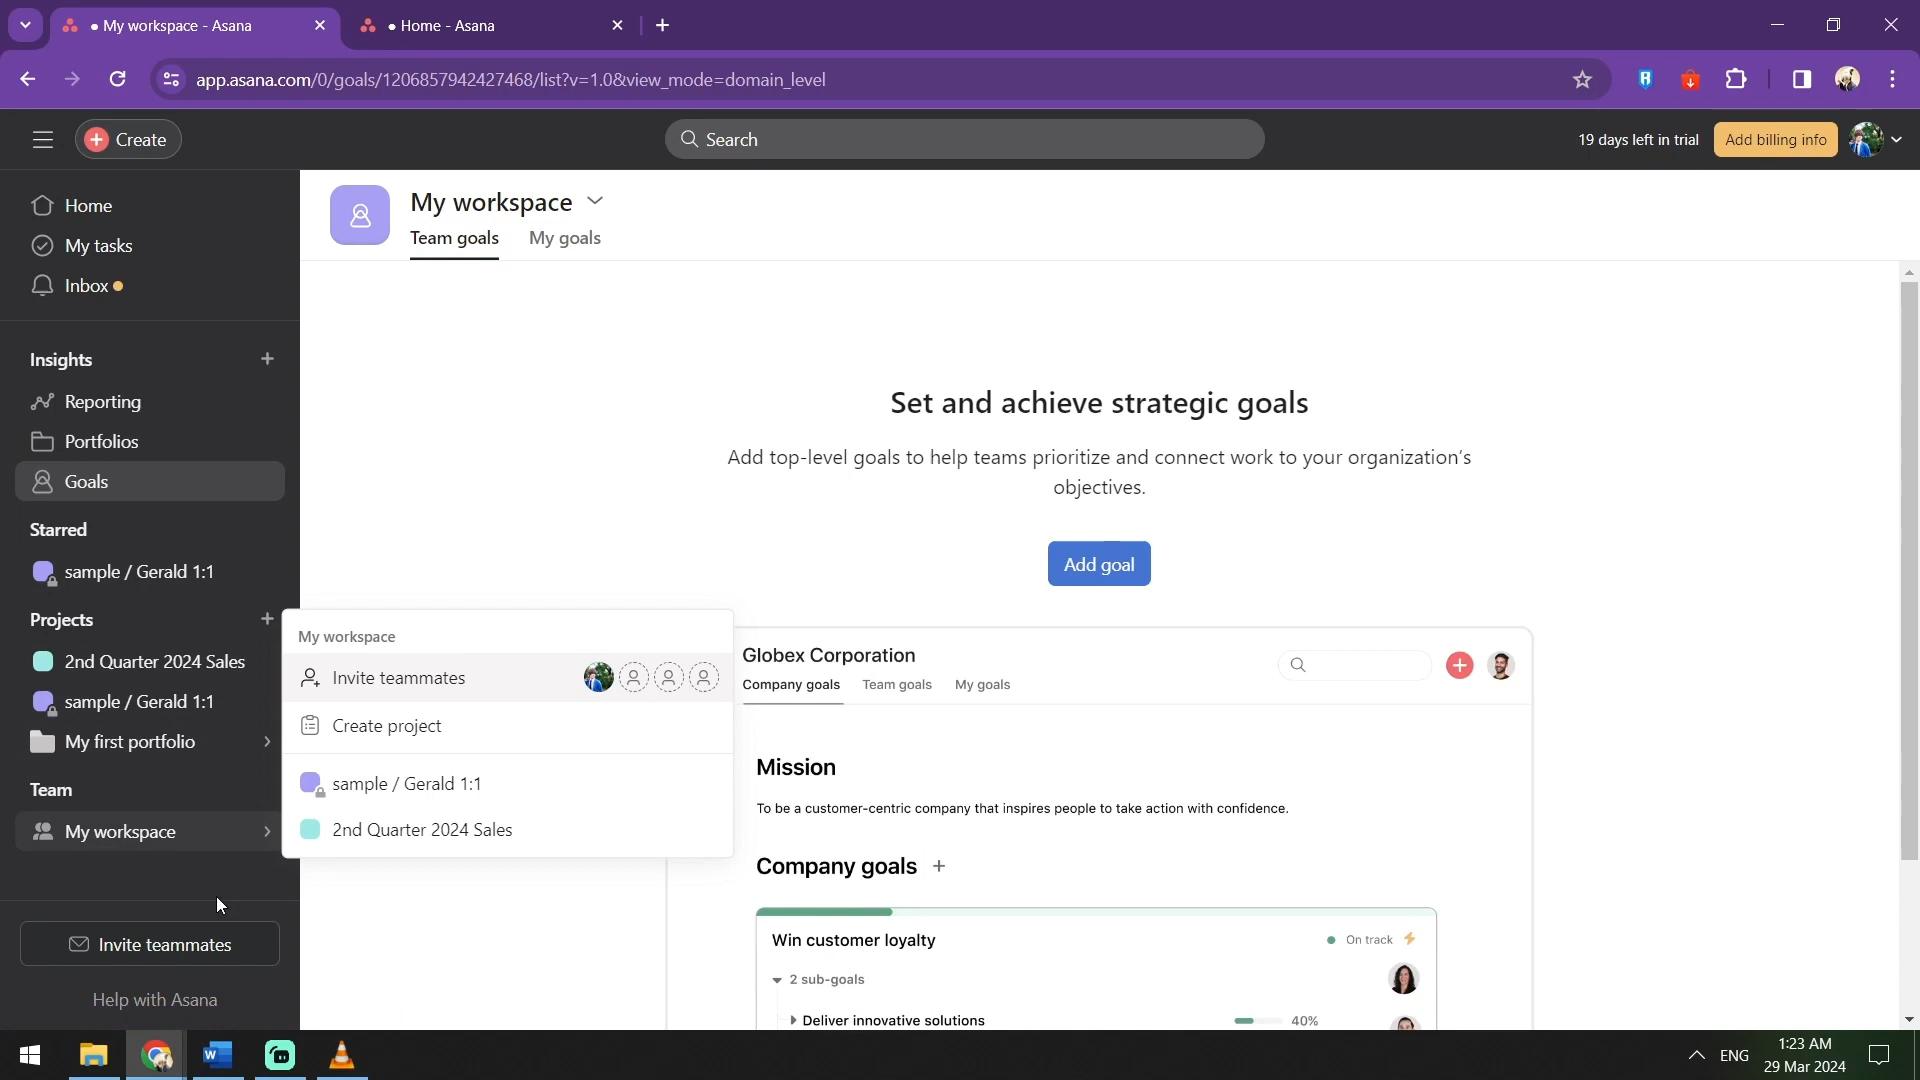 My workspace - Asana
Home - Asana
app.asana.com/0/goals/1206857942427468/list?v=1.0&view_mode=domain_level
Create
Search
19 days left in trial
Add billing info
Home
My tasks
Inbox
Insights
Reporting
Portfolios
Goals
Starred
sample / Gerald 1:1
Projects
2nd Quarter 2024 Sales
sample / Gerald 1:1
My first portfolio
Team
My workspace
Invite teammates
Help with Asana
My workspace
Team goals
My goals
Set and achieve strategic goals
Add top-level goals to help teams prioritize and connect work to your organization's
objectives.
Add goal
My workspace
Invite teammates
Create project
sample / Gerald 1:1
2nd Quarter 2024 Sales
Globex Corporation
Company goals
Team goals
My goals
Mission
To be a customer-centric company that inspires people to take action with confidence.
Company goals
Win customer loyalty
On track
2 sub-goals
Deliver innovative solutions
40%
ENG
1:23 AM
29 Mar 2024